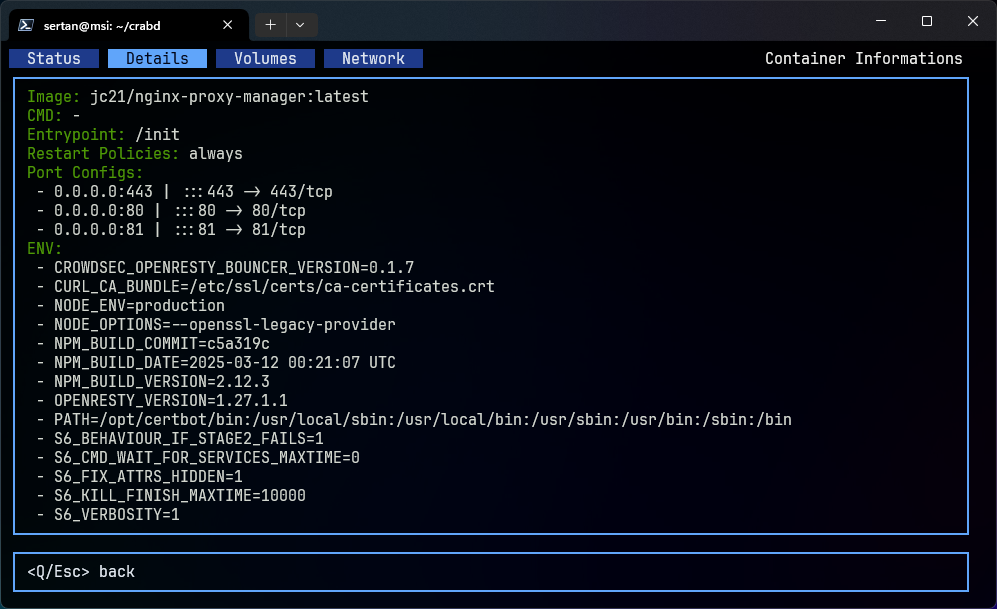 sertan@msi: ~/crabd
Status Details Volumes Network Container Informations
Image: jc21/nginx-proxy-manager:latest
CMD: -
Entrypoint: /init
Restart Policies: always
Port Configs:
- 0.0.0.0:443 | :::443 -> 443/tcp
- 0.0.0.0:80 | :::80 -> 80/tcp
- 0.0.0.0:81 | :::81 -> 81/tcp
ENV:
- CROWDSEC_OPENRESTY_BOUNCER_VERSION=0.1.7
- CURL_CA_BUNDLE=/etc/ssl/certs/ca-certificates.crt
- NODE_ENV=production
- NODE_OPTIONS=--openssl-legacy-provider
- NPM_BUILD_COMMIT=c5a319c
- NPM_BUILD_DATE=2025-03-12 00:21:07 UTC
- NPM_BUILD_VERSION=2.12.3
- OPENRESTY_VERSION=1.27.1.1
- PATH=/opt/certbot/bin:/usr/local/sbin:/usr/local/bin:/usr/sbin:/usr/bin:/sbin:/bin
- S6_BEHAVIOUR_IF_STAGE2_FAILS=1
- S6_CMD_WAIT_FOR_SERVICES_MAXTIME=0
- S6_FIX_ATTRS_HIDDEN=1
- S6_KILL_FINISH_MAXTIME=10000
- S6_VERBOSITY=1
<Q/Esc> back